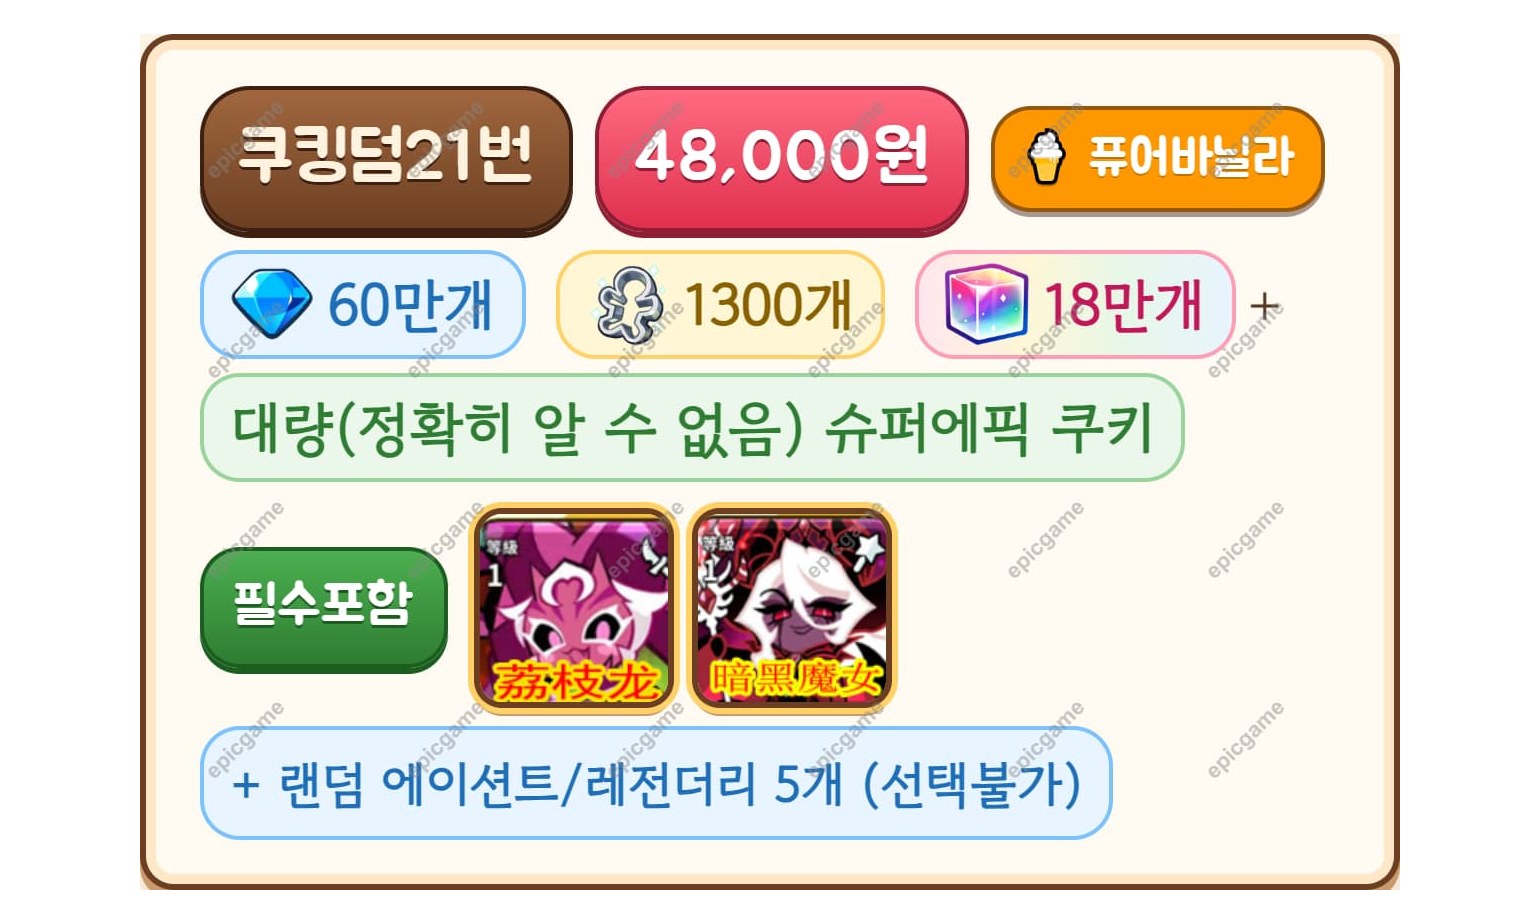 쿠킹덤21번 48,000원 퓨어바닐라
60만개 1300개 18만개 +
대량(정확히 알 수 없음) 슈퍼에픽 쿠키
等級 等級
1 1
필수포함
荔枝龙 暗黑魔女
+ 랜덤 에이션트/레전더리 5개 (선택불가)
epicgame